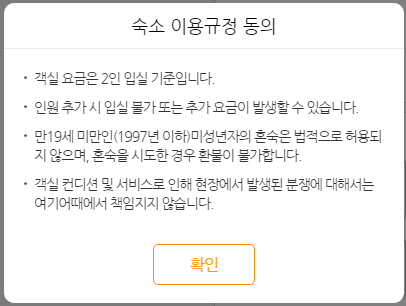 숙소 이용규정 동의
• 객실 요금은 2인 입실 기준입니다.
• 인원 추가 시 입실 불가 또는 추가 요금이 발생할 수 있습니다.
• 만19세 미만인(1997년 이하)미성년자의 혼숙은 법적으로 허용되
지 않으며, 혼숙을 시도한 경우 환불이 불가합니다.
• 객실 컨디션 및 서비스로 인해 현장에서 발생된 분쟁에 대해서는
여기어때에서 책임지지 않습니다.
확인